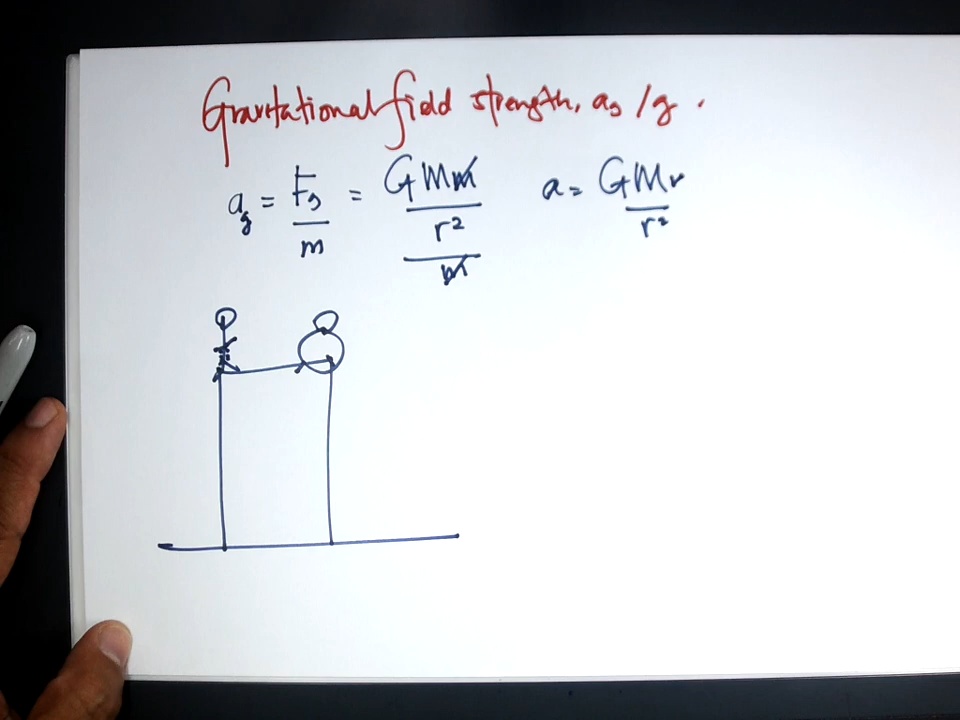 Gravitational field strength, ag / g.
ag = Fg/m = (GMm/r²)/m a = GMr/r²